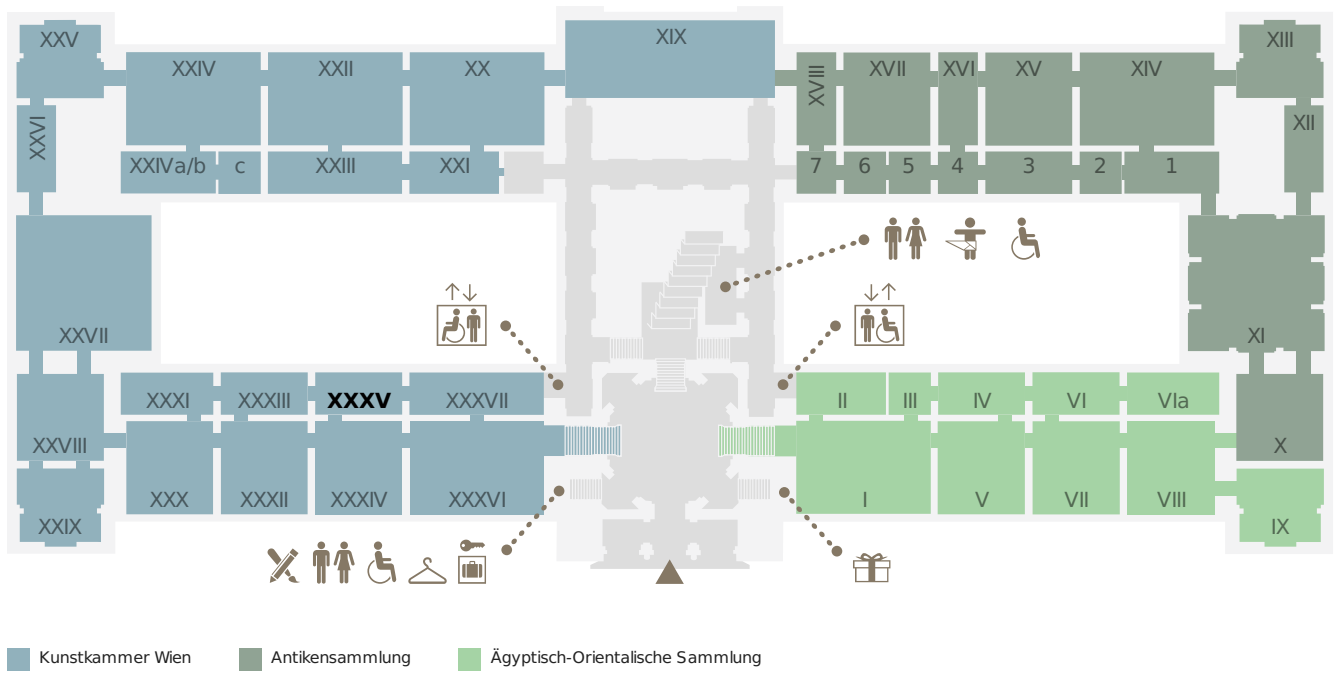 XXV
XIX
XIII
XXIV
XXII
XX
XVIII
XVII
XVI
XV
XIV
XXVI
XII
XXIVa/b
c
XXIII
XXI
7
6
5
4
3
2
1
XXVII
XI
XXXI
XXXIII
XXXV
XXXVII
II
III
IV
VI
VIa
XXVIII
X
XXX
XXXII
XXXIV
XXXVI
I
V
VII
VIII
XXIX
IX
Kunstkammer Wien
Antikensammlung
Ägyptisch-Orientalische Sammlung